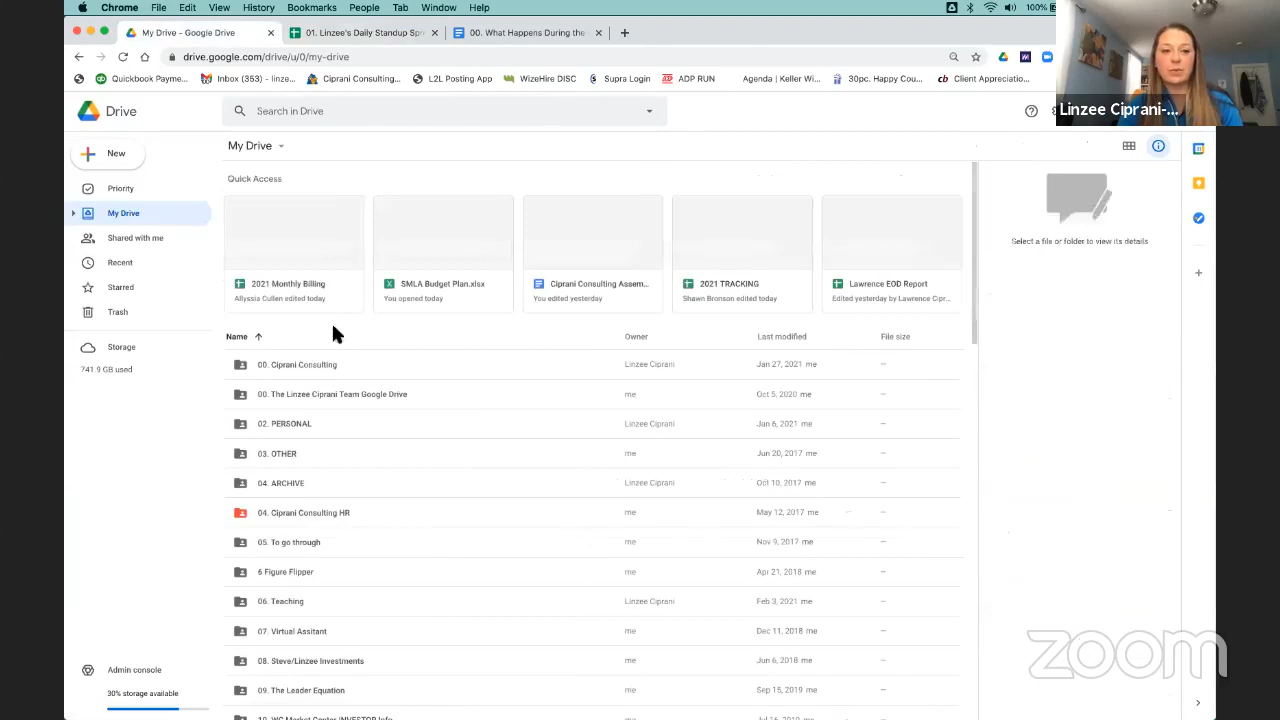 Chrome File Edit View History Bookmarks People Tab Window Help 100%
My Drive – Google Drive
01. Linzee's Daily Standup Spr
00. What Happens During the
drive.google.com/drive/u/0/my-drive
Quickbook Payme...
Inbox (353) - linze...
Ciprani Consulting...
L2L Posting App
WizeHire DISC
Supra Login
ADP RUN
Agenda | Keller Wi...
30pc. Happy Cou...
Client Appreciatio...
Linzee Ciprani-...
Drive
Search in Drive
New
Priority
My Drive
Shared with me
Recent
Starred
Trash
Storage
741.9 GB used
Admin console
30% storage available
My Drive
Quick Access
2021 Monthly Billing
Allyssia Cullen edited today
SMLA Budget Plan.xlsx
You opened today
Ciprani Consulting Assem...
You edited yesterday
2021 TRACKING
Shawn Bronson edited today
Lawrence EOD Report
Edited yesterday by Lawrence Cipr...
Name Owner Last modified File size
00. Ciprani Consulting Linzee Ciprani Jan 27, 2021 me –
00. The Linzee Ciprani Team Google Drive me Oct 5, 2020 me –
02. PERSONAL Linzee Ciprani Jan 6, 2021 me –
03. OTHER me Jun 20, 2017 me –
04. ARCHIVE Linzee Ciprani Oct 10, 2017 me –
04. Ciprani Consulting HR me May 12, 2017 me –
05. To go through me Nov 9, 2017 me –
6 Figure Flipper me Apr 21, 2018 me –
06. Teaching Linzee Ciprani Feb 3, 2021 me –
07. Virtual Assitant me Dec 11, 2018 me –
08. Steve/Linzee Investments me Jun 6, 2018 me –
09. The Leader Equation me Sep 15, 2019 me –
10. WC Market Center INVESTOR Info me Jul 16, 2019 me
Select a file or folder to view its details
zoom